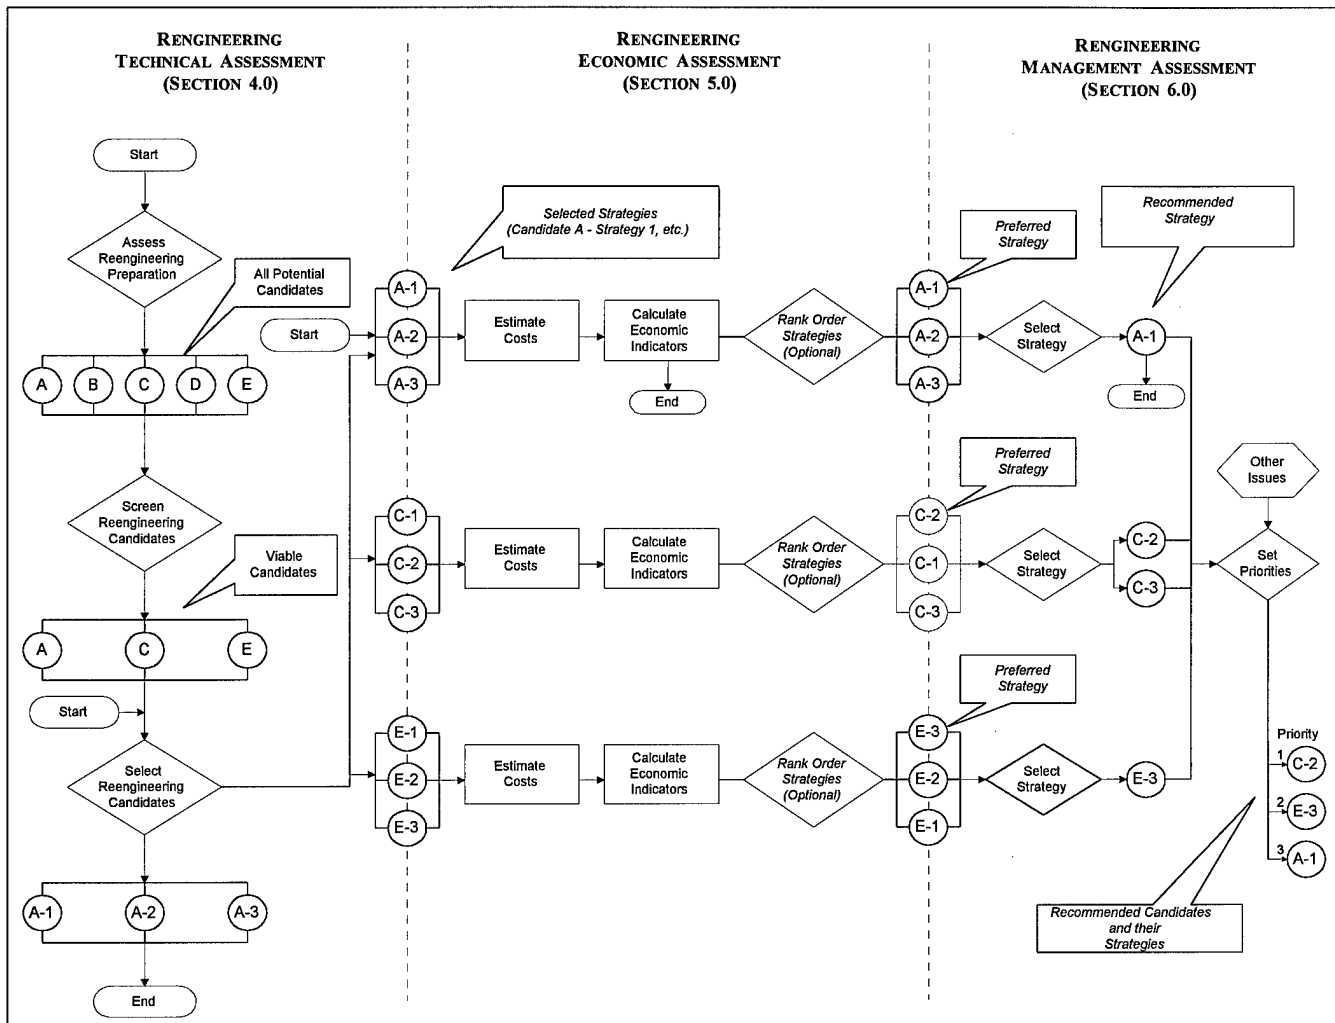 RENGINEERING
TECHNICAL ASSESSMENT
(SECTION 4.0)
RENGINEERING
ECONOMIC ASSESSMENT
(SECTION 5.0)
RENGINEERING
MANAGEMENT ASSESSMENT
(SECTION 6.0)
Start
Assess
Reengineering
Preparation
All Potential
Candidates
A
B
C
D
E
Screen
Reengineering
Candidates
Viable
Candidates
A
C
E
Start
Select
Reengineering
Candidates
A-1
A-2
A-3
End
Selected Strategies
(Candidate A - Strategy 1, etc.)
Start
A-1
A-2
A-3
Estimate
Costs
Calculate
Economic
Indicators
End
Rank Order
Strategies
(Optional)
Preferred
Strategy
A-1
A-2
A-3
Select
Strategy
Recommended
Strategy
A-1
End
C-1
C-2
C-3
Estimate
Costs
Calculate
Economic
Indicators
Rank Order
Strategies
(Optional)
Preferred
Strategy
C-2
C-1
C-3
Select
Strategy
C-2
C-3
Other
Issues
Set
Priorities
E-1
E-2
E-3
Estimate
Costs
Calculate
Economic
Indicators
Rank Order
Strategies
(Optional)
Preferred
Strategy
E-3
E-2
E-1
Select
Strategy
E-3
Priority
1
C-2
2
E-3
3
A-1
Recommended Candidates
and their
Strategies